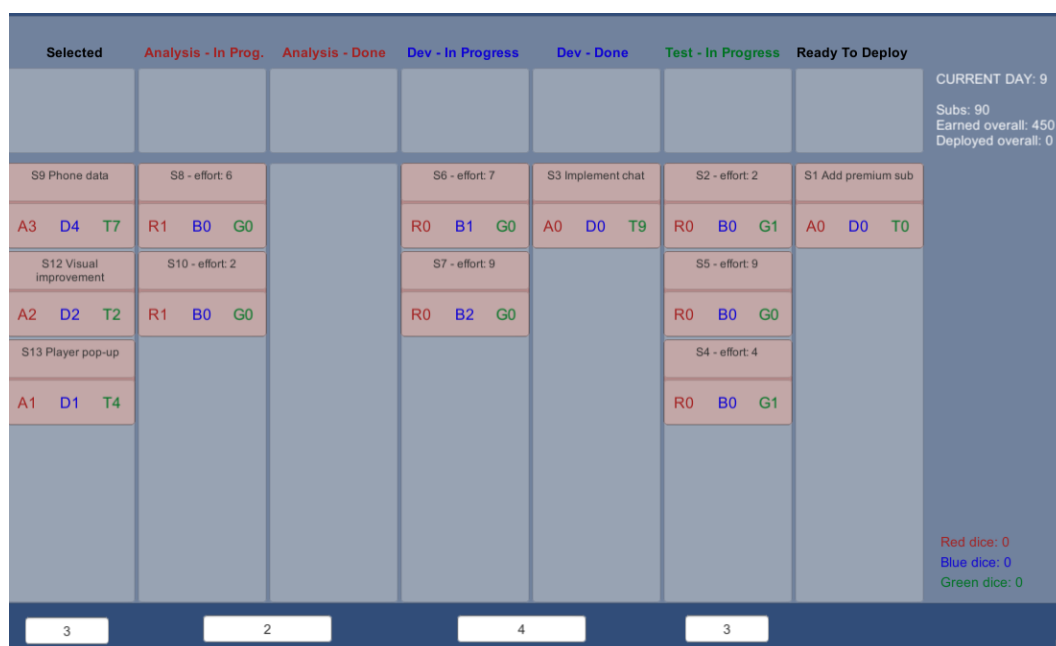 Selected Analysis - In Prog. Analysis - Done Dev - In Progress Dev - Done Test - In Progress Ready To Deploy
CURRENT DAY: 9
Subs: 90
Earned overall: 450
Deployed overall: 0
S9 Phone data
A3 D4 T7
S12 Visual
improvement
A2 D2 T2
S13 Player pop-up
A1 D1 T4
S8 - effort: 6
R1 B0 G0
S10 - effort: 2
R1 B0 G0
S6 - effort: 7
R0 B1 G0
S7 - effort: 9
R0 B2 G0
S3 Implement chat
A0 D0 T9
S2 - effort: 2
R0 B0 G1
S5 - effort: 9
R0 B0 G0
S4 - effort: 4
R0 B0 G1
S1 Add premium sub
A0 D0 T0
Red dice: 0
Blue dice: 0
Green dice: 0
3 2 4 3